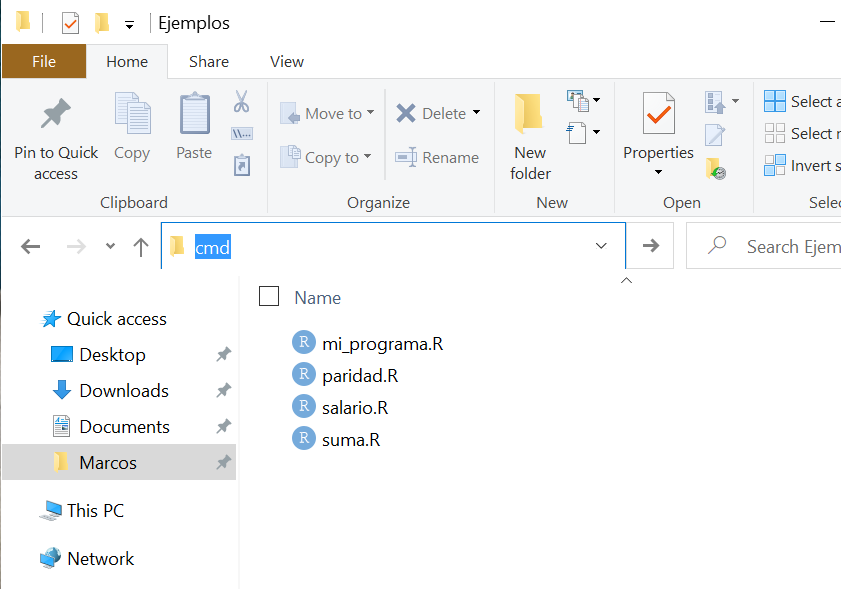 Ejemplos
File Home Share View
Pin to Quick access
Copy
Paste
Clipboard
Move to
Copy to
Delete
Rename
Organize
New folder
New
Properties
Open
Select a
Select n
Invert s
Selec
cmd
Search Ejem
Quick access
Desktop
Downloads
Documents
Marcos
This PC
Network
Name
R mi_programa.R
R paridad.R
R salario.R
R suma.R